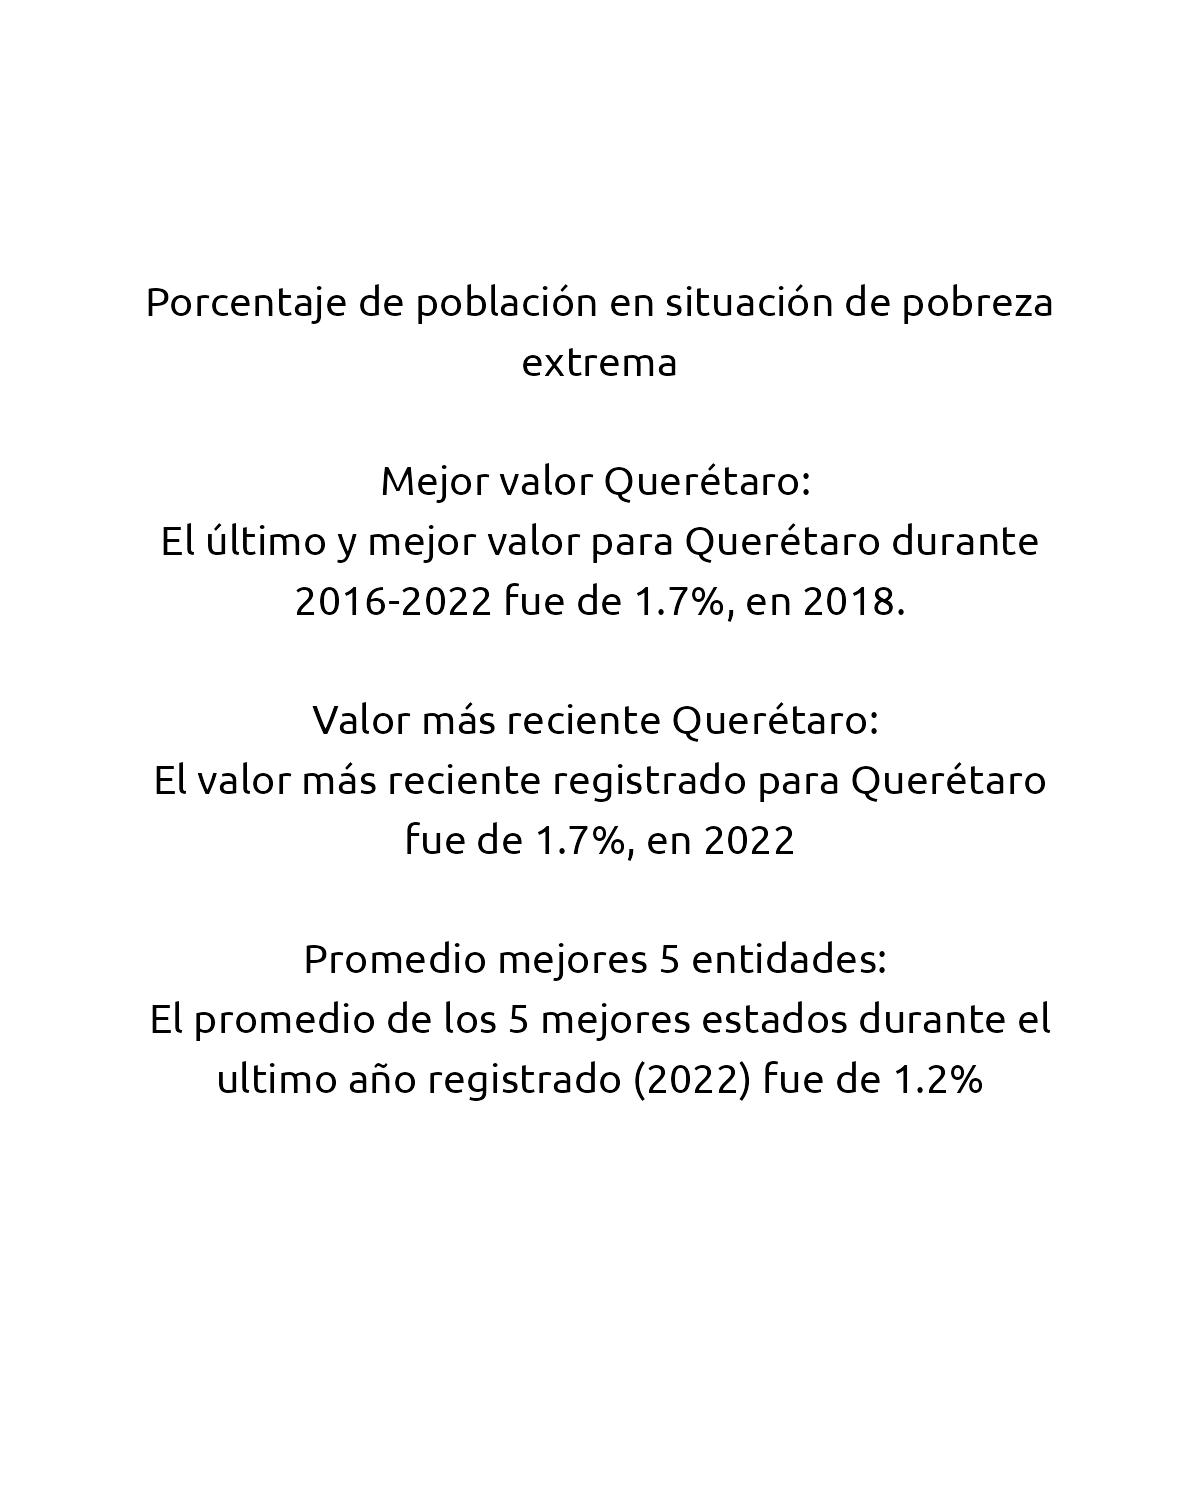 Porcentaje de población en situación de pobreza
extrema
Mejor valor Querétaro:
El último y mejor valor para Querétaro durante
2016-2022 fue de 1.7%, en 2018.
Valor más reciente Querétaro:
El valor más reciente registrado para Querétaro
fue de 1.7%, en 2022
Promedio mejores 5 entidades:
El promedio de los 5 mejores estados durante el
ultimo año registrado (2022) fue de 1.2%